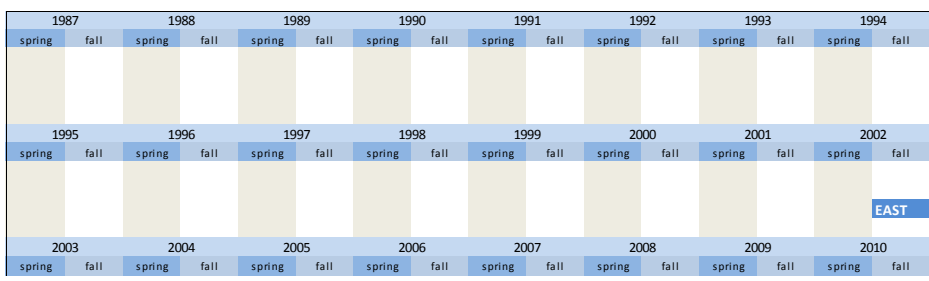 1987 1988 1989 1990 1991 1992 1993 1994
spring fall spring fall spring fall spring fall spring fall spring fall spring fall spring fall
1995 1996 1997 1998 1999 2000 2001 2002
spring fall spring fall spring fall spring fall spring fall spring fall spring fall spring fall
EAST
2003 2004 2005 2006 2007 2008 2009 2010
spring fall spring fall spring fall spring fall spring fall spring fall spring fall spring fall